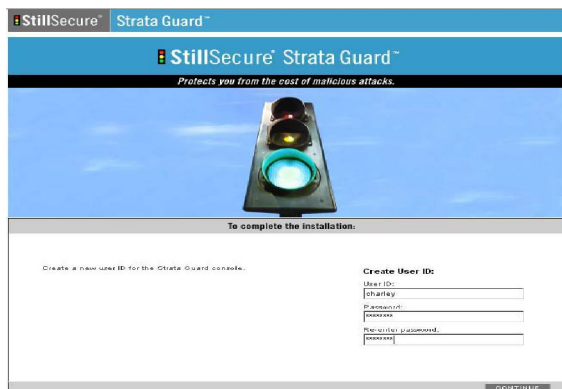 StillSecure™ Strata Guard™
StillSecure® Strata Guard™
Protects you from the cost of malicious attacks.
To complete the installation:
Create a new user ID for the Strata Guard console.
Create User ID:
User ID:
charley
Password:
********
Re-enter password:
********
CONTINUE